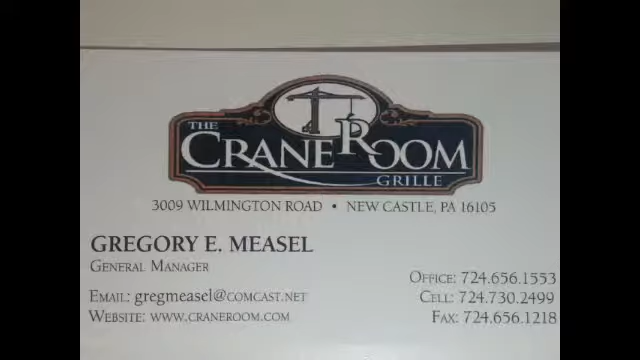 THE
CRANE ROOM
GRILLE
3009 WILMINGTON ROAD • NEW CASTLE, PA 16105
GREGORY E. MEASEL
GENERAL MANAGER
OFFICE: 724.656.1553
EMAIL: gregmeasel@COMCAST.NET
CELL: 724.730.2499
WEBSITE: WWW.CRANEROOM.COM
FAX: 724.656.1218